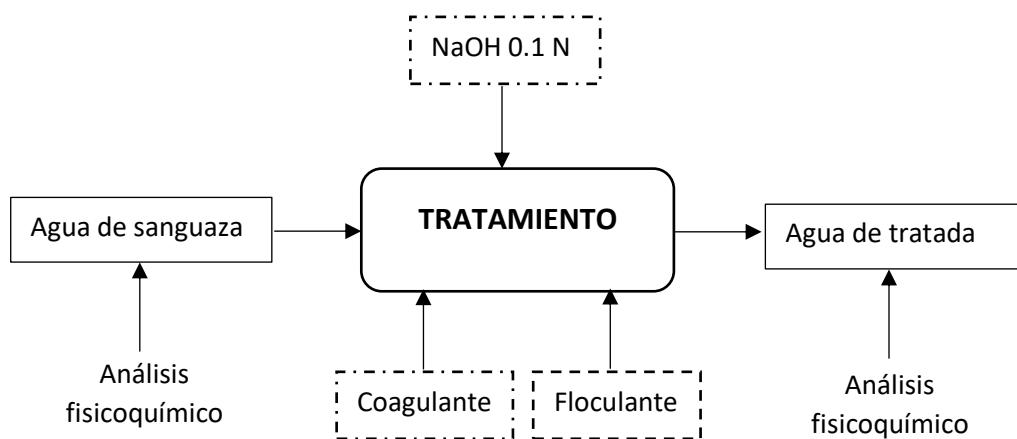 NaOH 0.1 N
Agua de sanguaza
TRATAMIENTO
Agua de tratada
Análisis
fisicoquímico
Coagulante
Floculante
Análisis
fisicoquímico